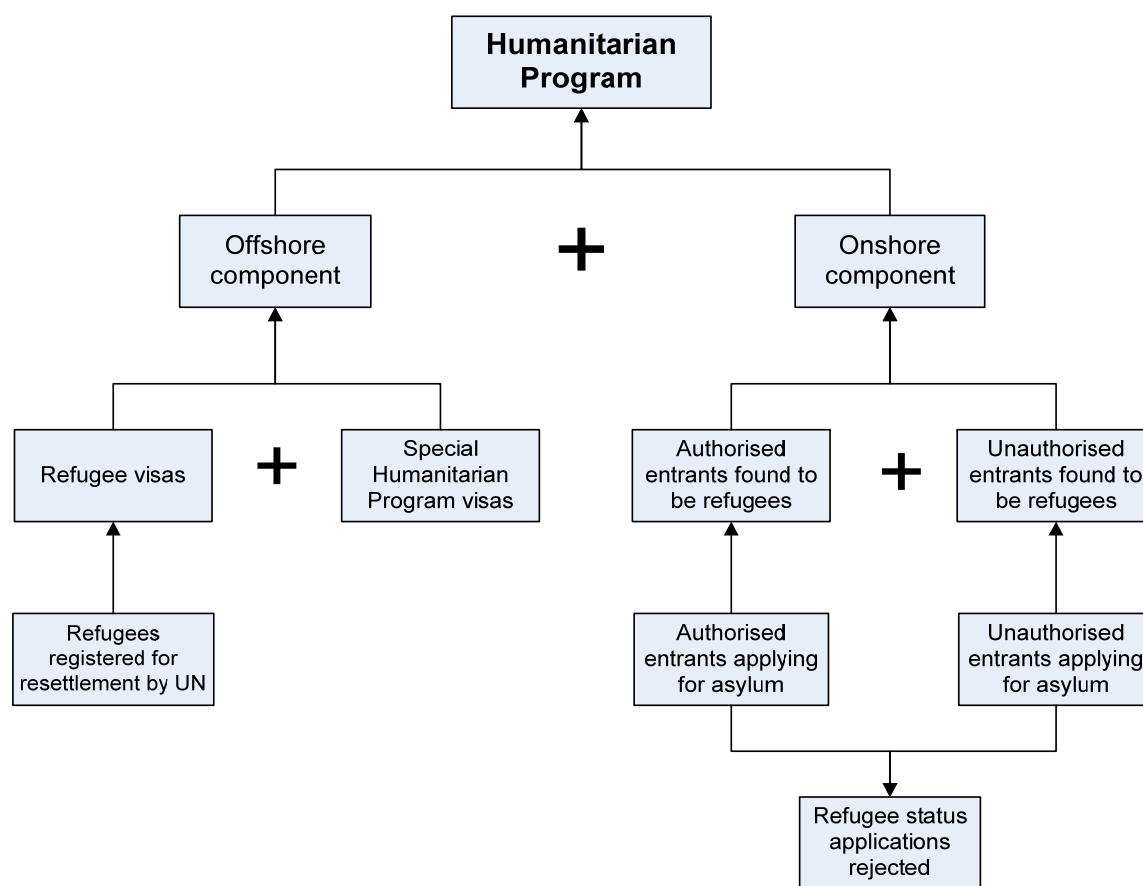 Humanitarian
Program
Offshore
component
+
Onshore
component
Refugee visas
+
Special
Humanitarian
Program visas
Authorised
entrants found to
be refugees
+
Unauthorised
entrants found to
be refugees
Refugees
registered for
resettlement by UN
Authorised
entrants applying
for asylum
Unauthorised
entrants applying
for asylum
Refugee status
applications
rejected